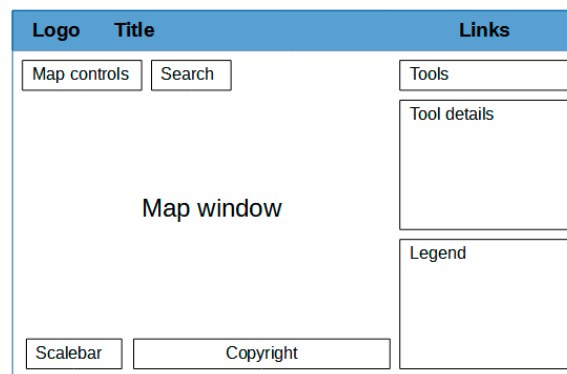 Logo Title Links
Map controls Search Tools
Tool details
Map window
Legend
Scalebar Copyright